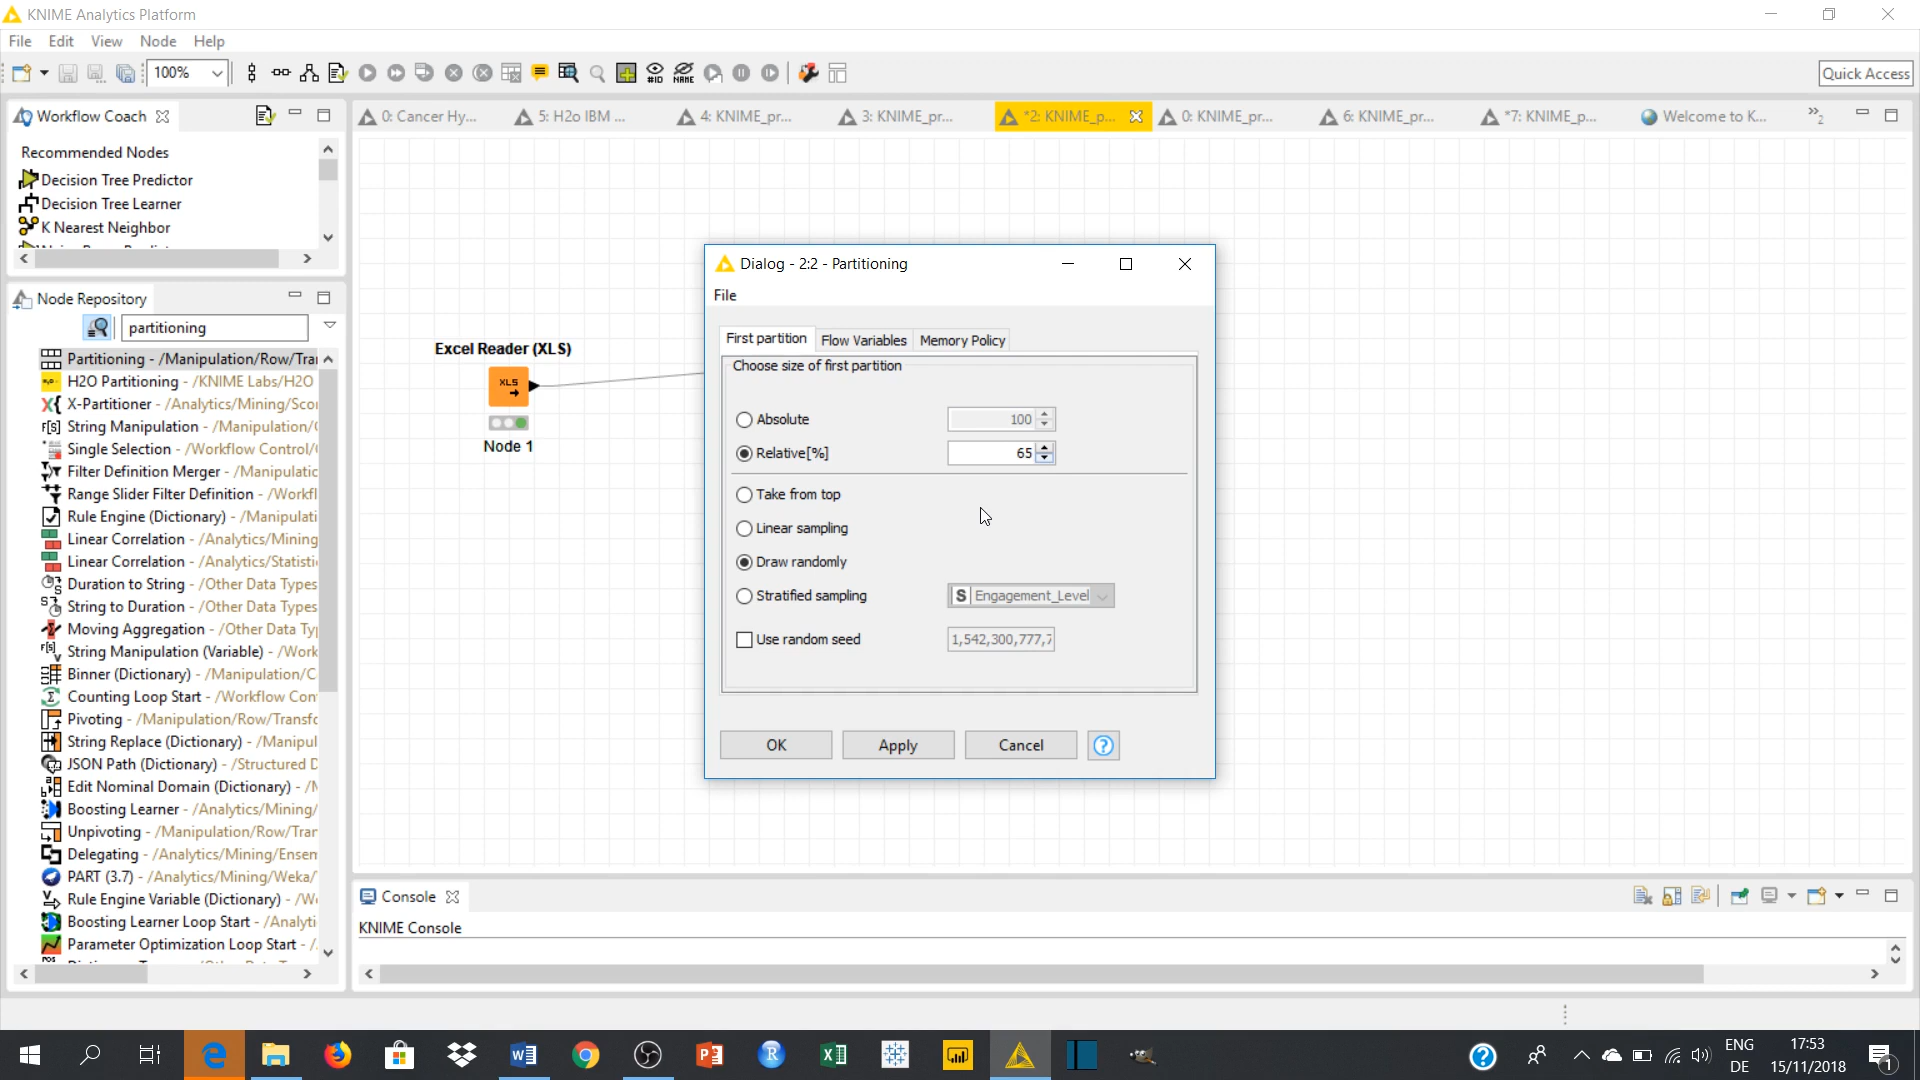 KNIME Analytics Platform
File Edit View Node Help
100%
Quick Access
Workflow Coach
Recommended Nodes
Decision Tree Predictor
Decision Tree Learner
K Nearest Neighbor
Node Repository
partitioning
Partitioning - /Manipulation/Row/Tra
H2O Partitioning - /KNIME Labs/H2O
X-Partitioner - /Analytics/Mining/Sco
String Manipulation - /Manipulation/
Single Selection - /Workflow Control/
Filter Definition Merger - /Manipulatic
Range Slider Filter Definition - /Workfl
Rule Engine (Dictionary) - /Manipulati
Linear Correlation - /Analytics/Mining
Linear Correlation - /Analytics/Statisti
Duration to String - /Other Data Types
String to Duration - /Other Data Types
Moving Aggregation - /Other Data Ty
String Manipulation (Variable) - /Work
Binner (Dictionary) - /Manipulation/C
Counting Loop Start - /Workflow Con
Pivoting - /Manipulation/Row/Transfo
String Replace (Dictionary) - /Manipul
JSON Path (Dictionary) - /Structured D
Edit Nominal Domain (Dictionary) - /
Boosting Learner - /Analytics/Mining/
Unpivoting - /Manipulation/Row/Tran
Delegating - /Analytics/Mining/Ensem
PART (3.7) - /Analytics/Mining/Weka/
Rule Engine Variable (Dictionary) - /W
Boosting Learner Loop Start - /Analyti
Parameter Optimization Loop Start - /
0: Cancer Hy... 5: H2o IBM ... 4: KNIME_pr... 3: KNIME_pr... *2: KNIME_p... 0: KNIME_pr... 6: KNIME_pr... *7: KNIME_p... Welcome to K... »2
Excel Reader (XLS)
XLS
Node 1
Dialog - 2:2 - Partitioning
File
First partition Flow Variables Memory Policy
Choose size of first partition
Absolute 100
Relative[%] 65
Take from top
Linear sampling
Draw randomly
Stratified sampling S Engagement_Level
Use random seed 1,542,300,777,7
OK Apply Cancel ?
Console
KNIME Console
ENG
DE
17:53
15/11/2018
1